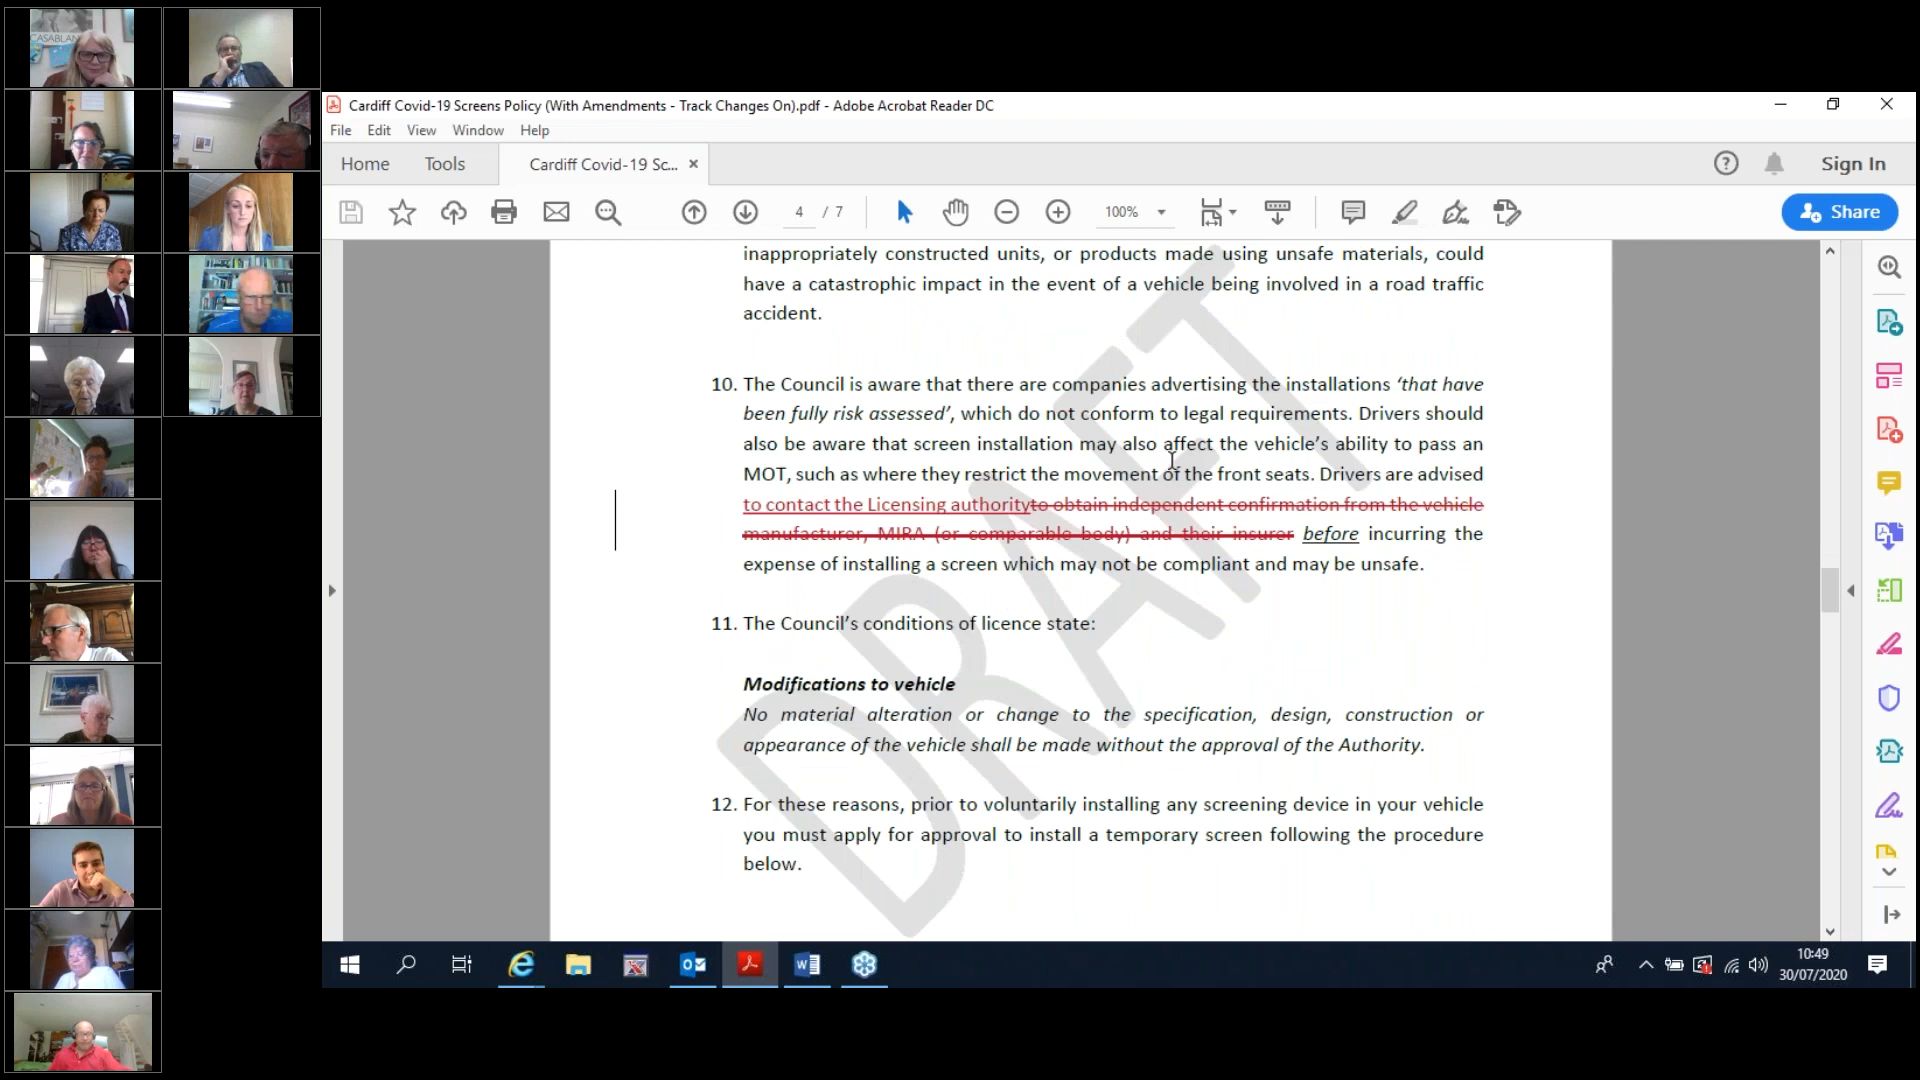 CASABLAN
Cardiff Covid-19 Screens Policy (With Amendments - Track Changes On).pdf - Adobe Acrobat Reader DC
File Edit View Window Help
Home Tools Cardiff Covid-19 Sc... × Sign In
4 / 7 100% Share
inappropriately constructed units, or products made using unsafe materials, could
have a catastrophic impact in the event of a vehicle being involved in a road traffic
accident.
10. The Council is aware that there are companies advertising the installations ‘that have
been fully risk assessed’, which do not conform to legal requirements. Drivers should
also be aware that screen installation may also affect the vehicle’s ability to pass an
MOT, such as where they restrict the movement of the front seats. Drivers are advised
to contact the Licensing authorityto obtain independent confirmation from the vehicle
manufacturer, MIRA (or comparable body) and their insurer before incurring the
expense of installing a screen which may not be compliant and may be unsafe.
11. The Council’s conditions of licence state:
Modifications to vehicle
No material alteration or change to the specification, design, construction or
appearance of the vehicle shall be made without the approval of the Authority.
12. For these reasons, prior to voluntarily installing any screening device in your vehicle
you must apply for approval to install a temporary screen following the procedure
below.
DRAFT
10:49
30/07/2020